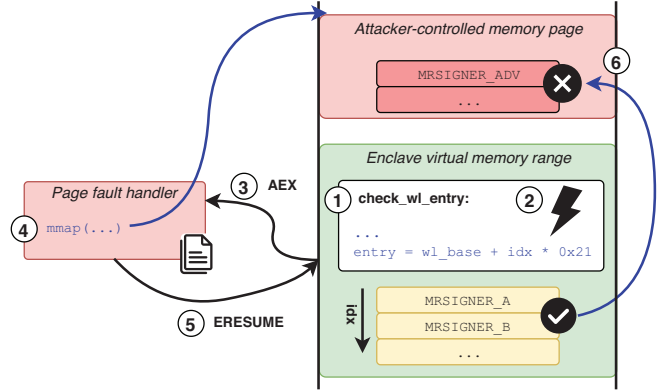 Attacker-controlled memory page
MRSIGNER_ADV
...
6
Enclave virtual memory range
1
check_wl_entry:
2
...
entry = wl_base + idx * 0x21
idx
MRSIGNER_A
MRSIGNER_B
...
Page fault handler
3 AEX
4
mmap(...)
5 ERESUME